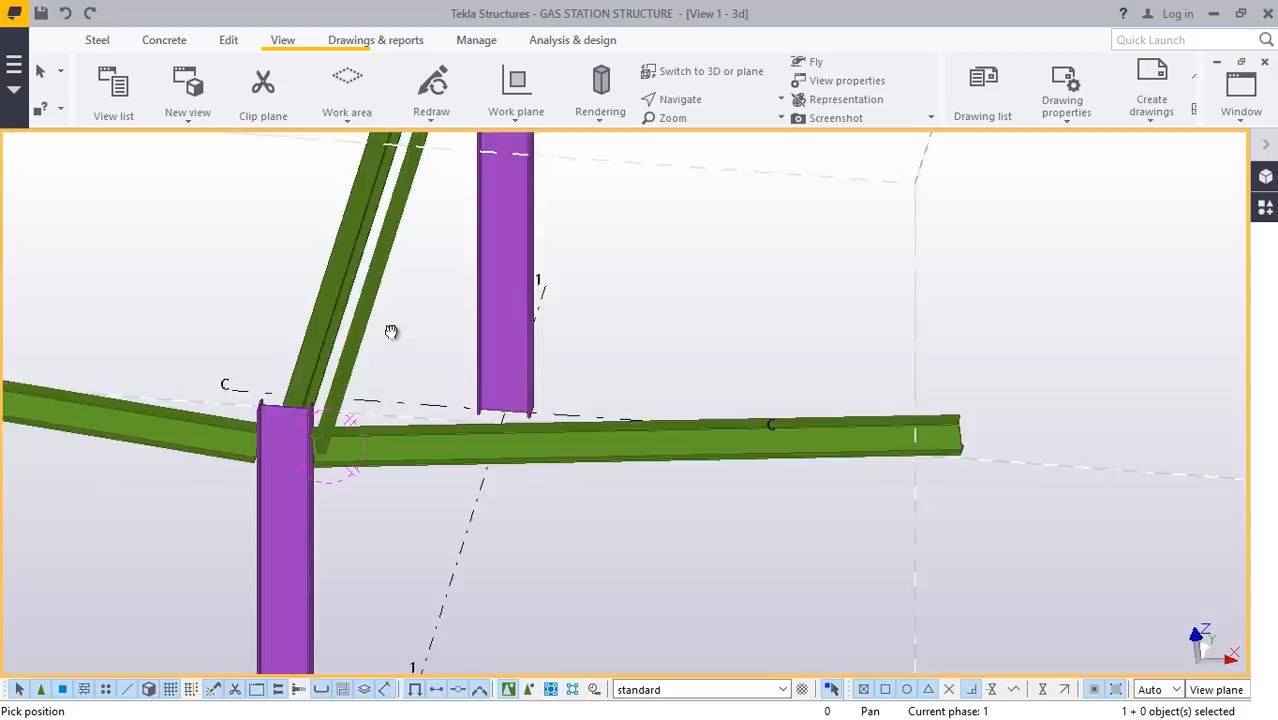 Tekla Structures - GAS STATION STRUCTURE - [View 1 - 3d]
? Log in
Steel Concrete Edit View Drawings & reports Manage Analysis & design
Quick Launch
View list
New view
Clip plane
Work area
Redraw
Work plane
Rendering
Switch to 3D or plane
Navigate
Zoom
Fly
View properties
Representation
Screenshot
Drawing list
Drawing
properties
Create
drawings
Window
1
C
C
1
Z
Y
X
standard
Auto
View plane
Pick position
0
Pan
Current phase: 1
1 + 0 object(s) selected